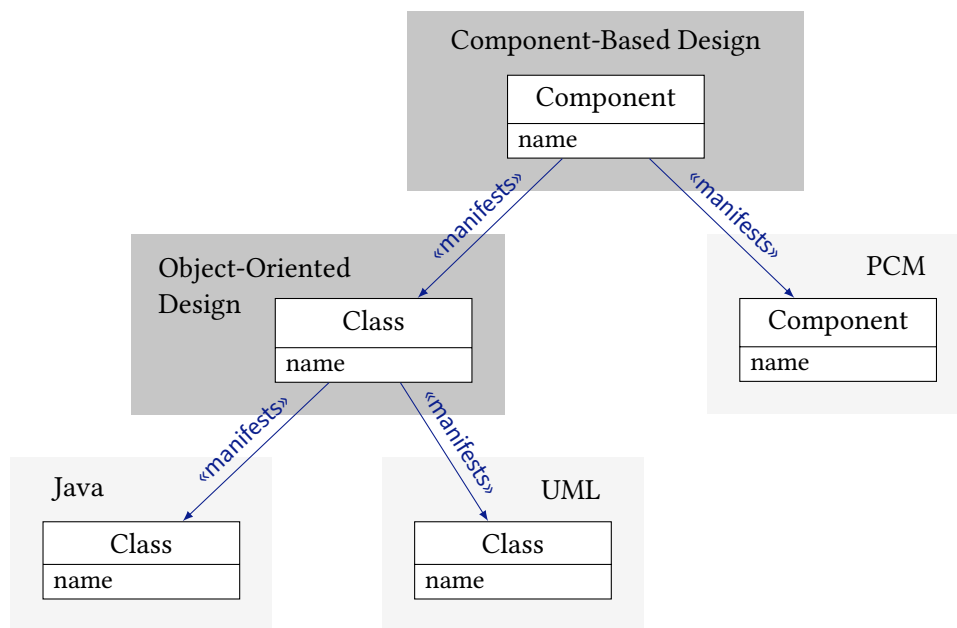 Component-Based Design
Component
name
«manifests»
«manifests»
Object-Oriented
Design
Class
name
PCM
Component
name
«manifests»
«manifests»
Java
Class
name
UML
Class
name